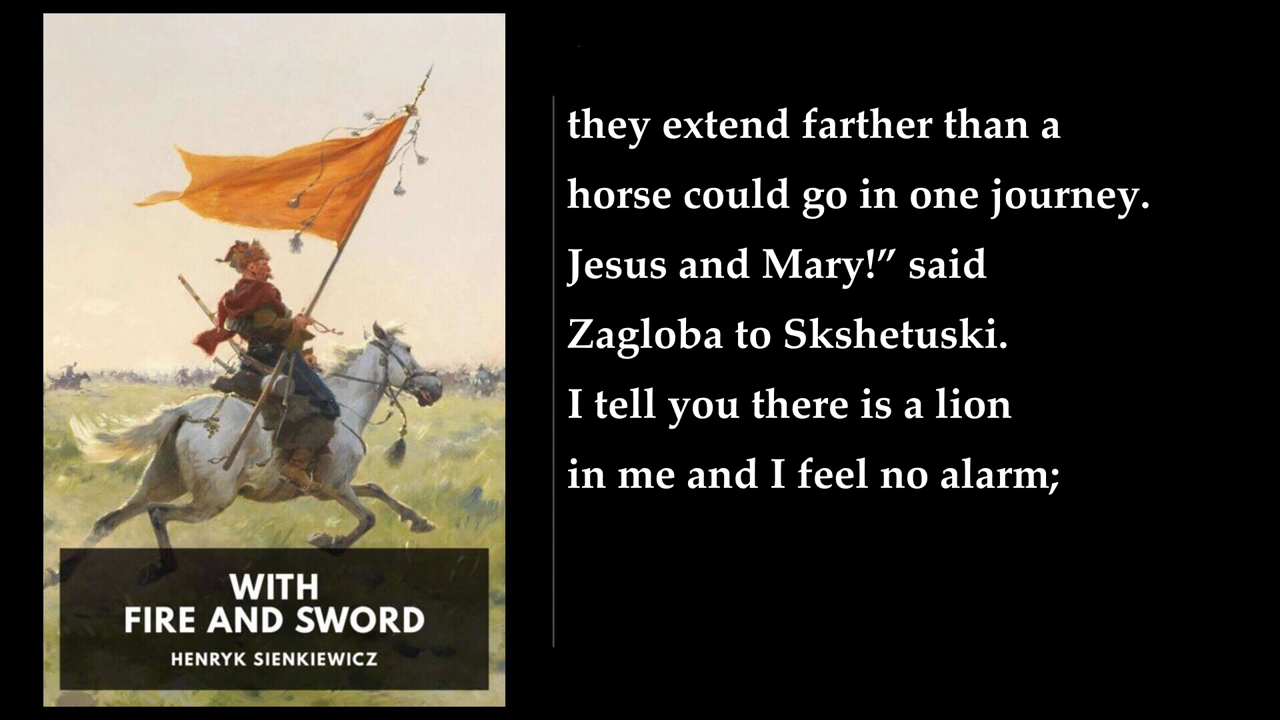 they extend farther than a
horse could go in one journey.
Jesus and Mary!” said
Zagloba to Skshetuski.
I tell you there is a lion
in me and I feel no alarm;
WITH
FIRE AND SWORD
HENRYK SIENKIEWICZ